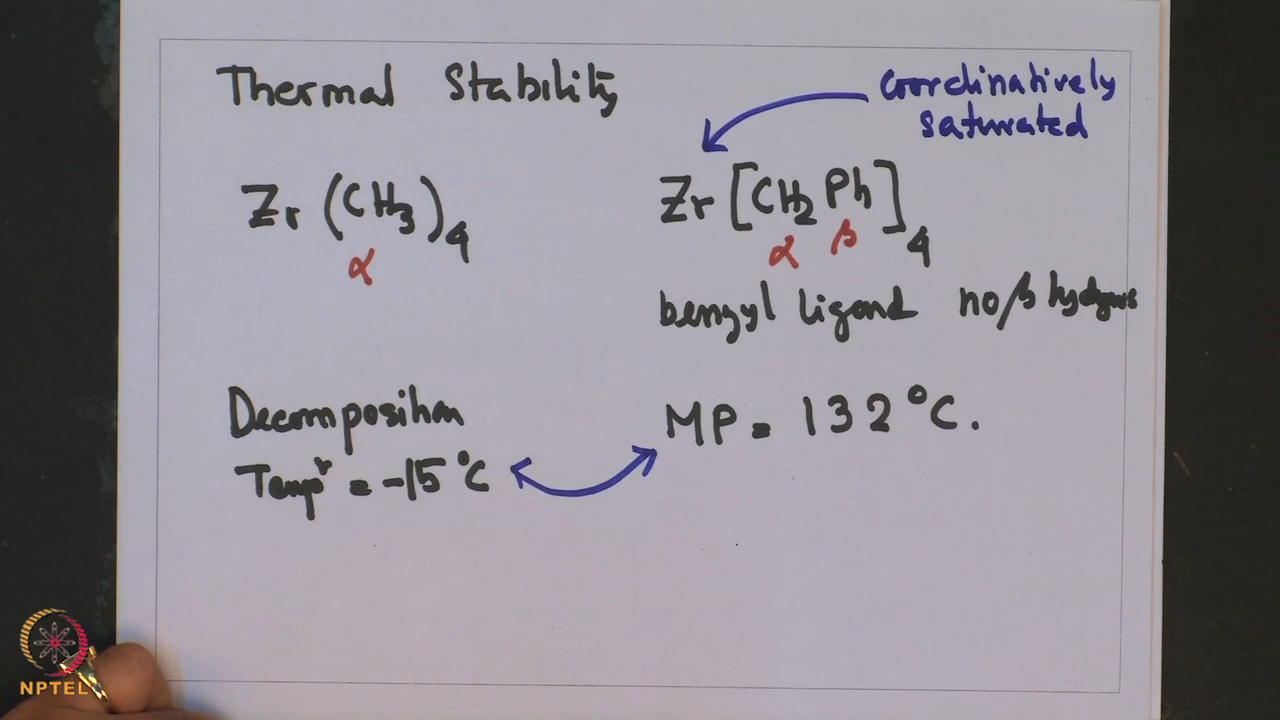 Thermal Stability
Coordinatively
saturated
Zr (CH3)4
α
Zr [CH2 Ph]4
α β
benzyl ligand no β
Decomposition
Tempr = -15 °C
MP = 132 °C.
NPTEL